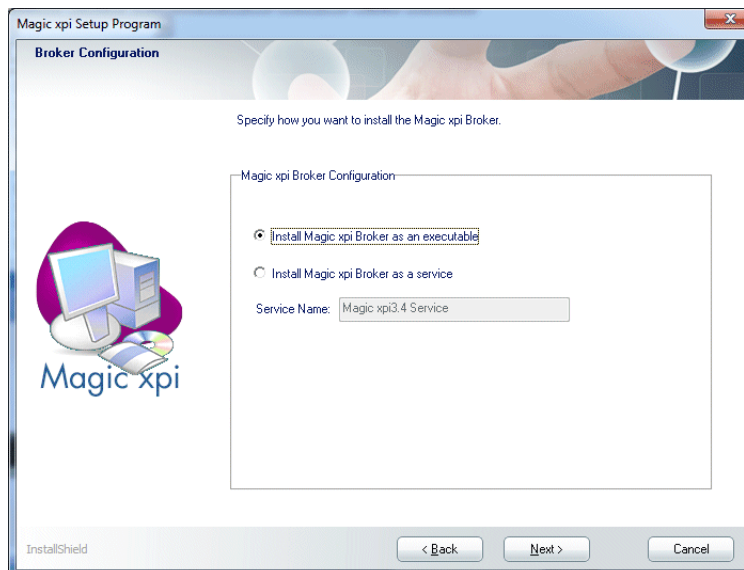 Magic xpi Setup Program
Broker Configuration
Specify how you want to install the Magic xpi Broker.
Magic xpi Broker Configuration
Install Magic xpi Broker as an executable
Install Magic xpi Broker as a service
Service Name: Magic xpi3.4 Service
Magic xpi
InstallShield
< Back
Next >
Cancel